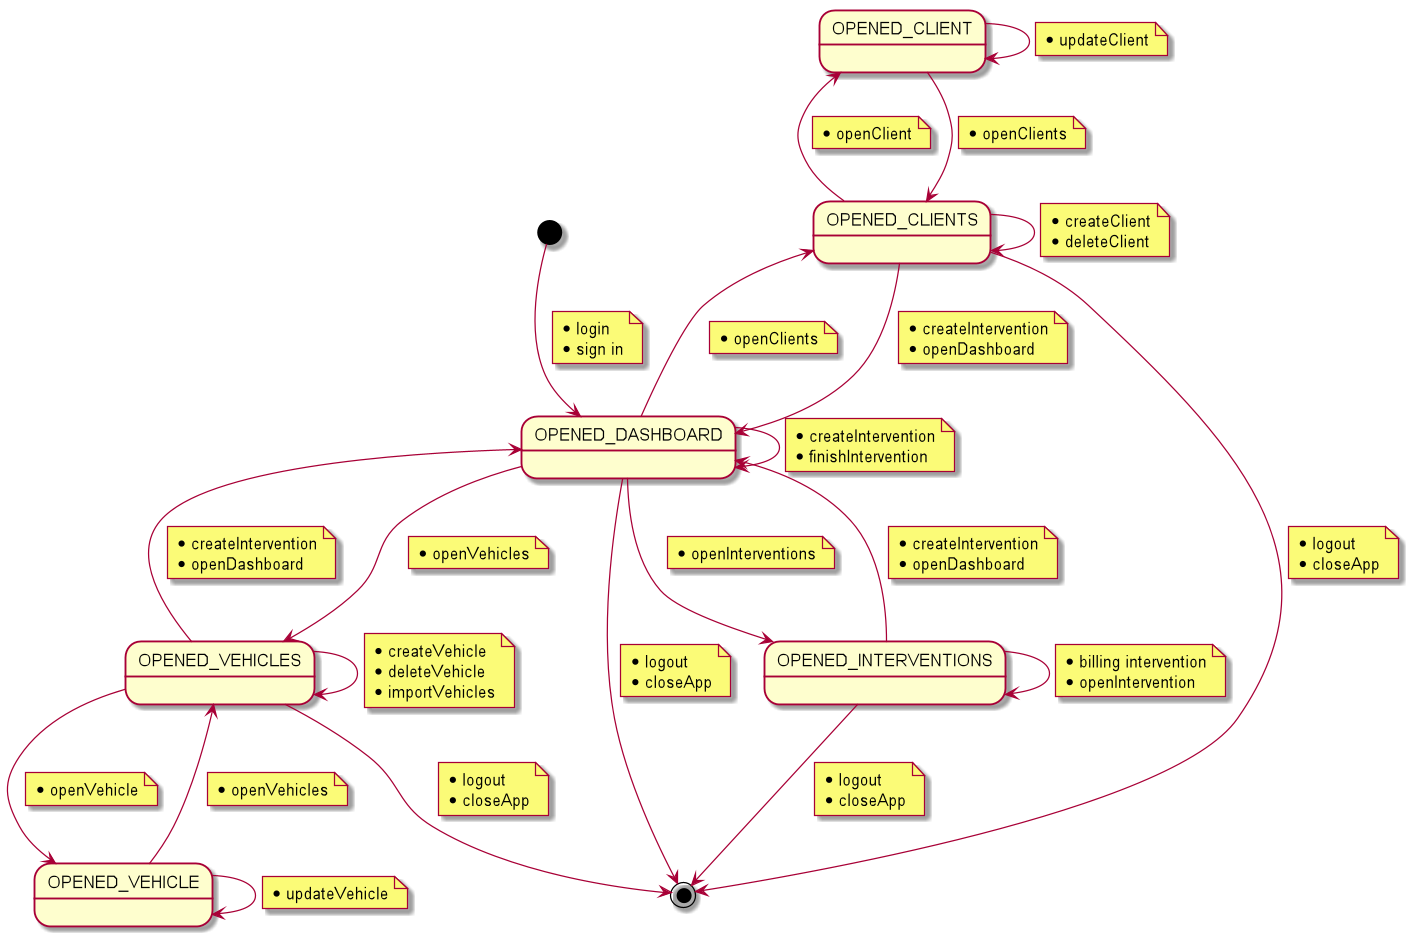 OPENED_CLIENT
• updateClient
• openClient
• openClients
OPENED_CLIENTS
• createClient
• deleteClient
• login
• sign in
• openClients
• createIntervention
• openDashboard
OPENED_DASHBOARD
• createIntervention
• finishIntervention
• createIntervention
• openDashboard
• openVehicles
• openInterventions
• createIntervention
• openDashboard
• logout
• closeApp
OPENED_VEHICLES
• createVehicle
• deleteVehicle
• importVehicles
• logout
• closeApp
OPENED_INTERVENTIONS
• billing intervention
• openIntervention
• openVehicle
• openVehicles
• logout
• closeApp
• logout
• closeApp
OPENED_VEHICLE
• updateVehicle